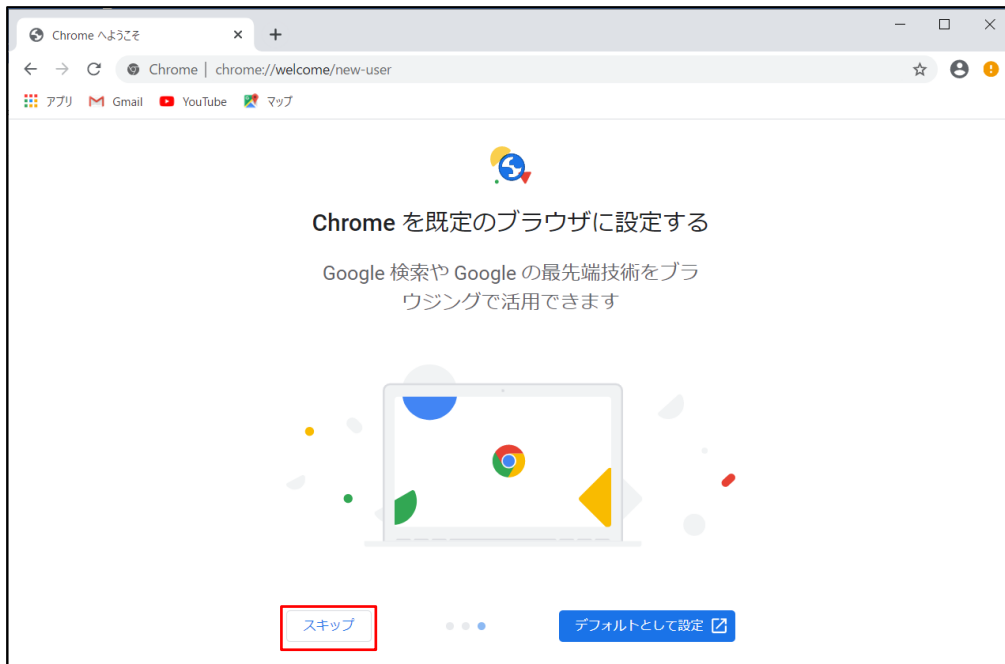 Chrome へようこそ
Chrome | chrome://welcome/new-user
アプリ Gmail YouTube マップ
Chrome を既定のブラウザに設定する
Google 検索や Google の最先端技術をブラ
ウジングで活用できます
スキップ
デフォルトとして設定